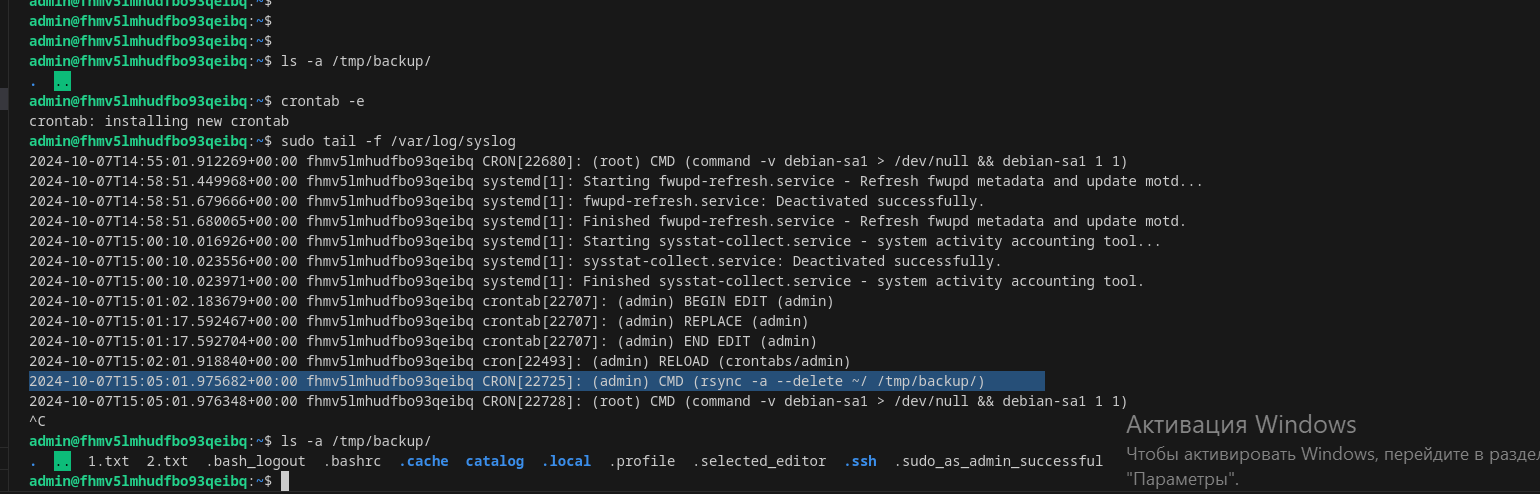 admin@fhmv5lmhudfbo93qeibq:~$
admin@fhmv5lmhudfbo93qeibq:~$
admin@fhmv5lmhudfbo93qeibq:~$
admin@fhmv5lmhudfbo93qeibq:~$ ls -a /tmp/backup/
.  ..
admin@fhmv5lmhudfbo93qeibq:~$ crontab -e
crontab: installing new crontab
admin@fhmv5lmhudfbo93qeibq:~$ sudo tail -f /var/log/syslog
2024-10-07T14:55:01.912269+00:00 fhmv5lmhudfbo93qeibq CRON[22680]: (root) CMD (command -v debian-sa1 > /dev/null && debian-sa1 1 1)
2024-10-07T14:58:51.449968+00:00 fhmv5lmhudfbo93qeibq systemd[1]: Starting fwupd-refresh.service - Refresh fwupd metadata and update motd...
2024-10-07T14:58:51.679666+00:00 fhmv5lmhudfbo93qeibq systemd[1]: fwupd-refresh.service: Deactivated successfully.
2024-10-07T14:58:51.680065+00:00 fhmv5lmhudfbo93qeibq systemd[1]: Finished fwupd-refresh.service - Refresh fwupd metadata and update motd.
2024-10-07T15:00:10.016926+00:00 fhmv5lmhudfbo93qeibq systemd[1]: Starting sysstat-collect.service - system activity accounting tool...
2024-10-07T15:00:10.023556+00:00 fhmv5lmhudfbo93qeibq systemd[1]: sysstat-collect.service: Deactivated successfully.
2024-10-07T15:00:10.023971+00:00 fhmv5lmhudfbo93qeibq systemd[1]: Finished sysstat-collect.service - system activity accounting tool.
2024-10-07T15:01:02.183679+00:00 fhmv5lmhudfbo93qeibq crontab[22707]: (admin) BEGIN EDIT (admin)
2024-10-07T15:01:17.592467+00:00 fhmv5lmhudfbo93qeibq crontab[22707]: (admin) REPLACE (admin)
2024-10-07T15:01:17.592704+00:00 fhmv5lmhudfbo93qeibq crontab[22707]: (admin) END EDIT (admin)
2024-10-07T15:02:01.918840+00:00 fhmv5lmhudfbo93qeibq cron[22493]: (admin) RELOAD (crontabs/admin)
2024-10-07T15:05:01.975682+00:00 fhmv5lmhudfbo93qeibq CRON[22725]: (admin) CMD (rsync -a --delete ~/ /tmp/backup/)
2024-10-07T15:05:01.976348+00:00 fhmv5lmhudfbo93qeibq CRON[22728]: (root) CMD (command -v debian-sa1 > /dev/null && debian-sa1 1 1)
^C
admin@fhmv5lmhudfbo93qeibq:~$ ls -a /tmp/backup/
.  ..  1.txt  2.txt  .bash_logout  .bashrc  .cache  catalog  .local  .profile  .selected_editor  .ssh  .sudo_as_admin_successful
admin@fhmv5lmhudfbo93qeibq:~$
Активация Windows
Чтобы активировать Windows, перейдите в раздел
"Параметры".